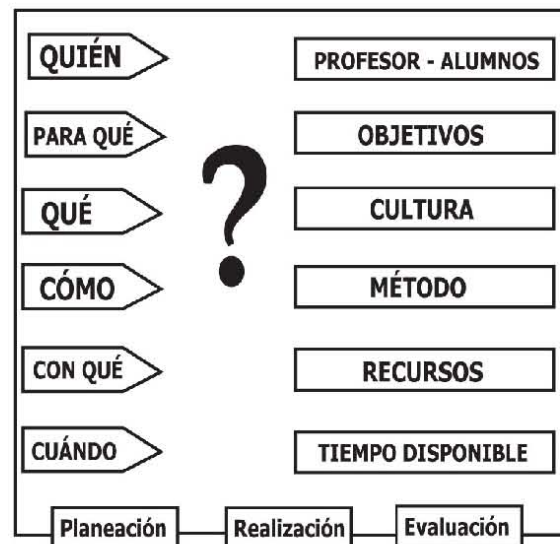 QUIÉN
PROFESOR - ALUMNOS
PARA QUÉ
OBJETIVOS
QUÉ
CULTURA
CÓMO
MÉTODO
CON QUÉ
RECURSOS
CUÁNDO
TIEMPO DISPONIBLE
?
Planeación
Realización
Evaluación